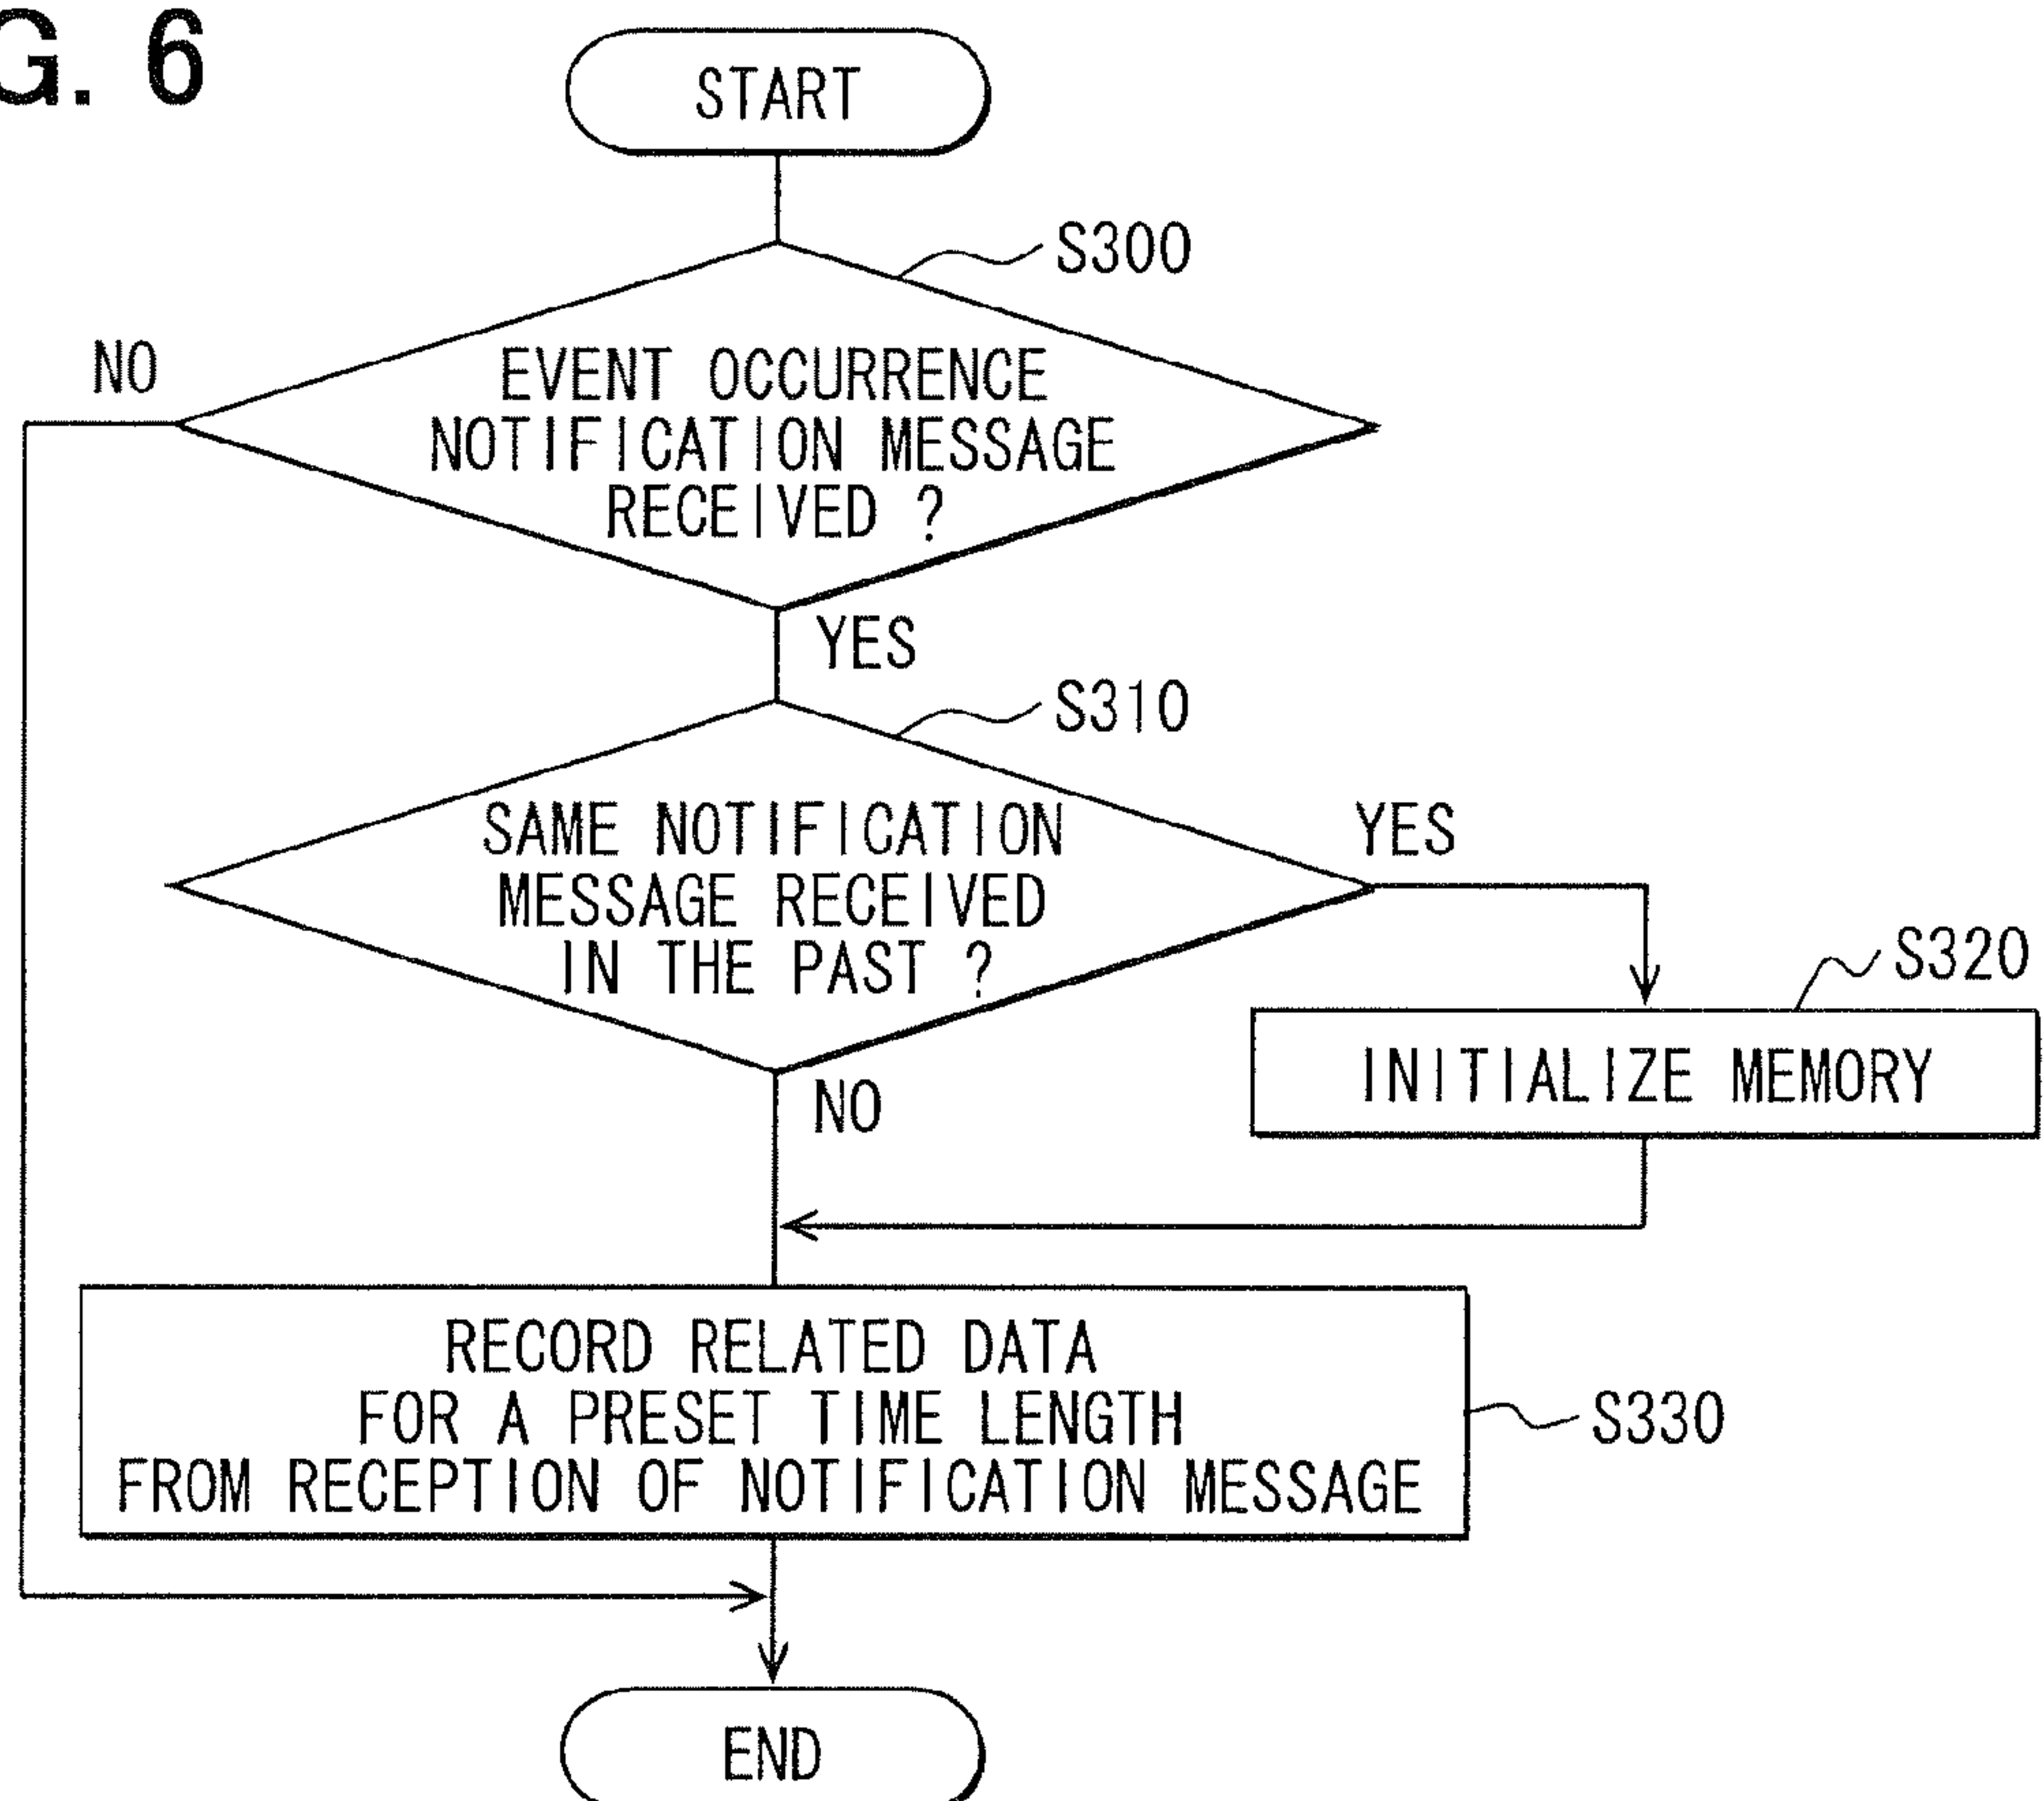 G. 6
START
S300
NO
EVENT OCCURRENCE
NOTIFICATION MESSAGE
RECEIVED ?
YES
S310
SAME NOTIFICATION
MESSAGE RECEIVED
IN THE PAST ?
YES
S320
INITIALIZE MEMORY
NO
RECORD RELATED DATA
FOR A PRESET TIME LENGTH
FROM RECEPTION OF NOTIFICATION MESSAGE
S330
END